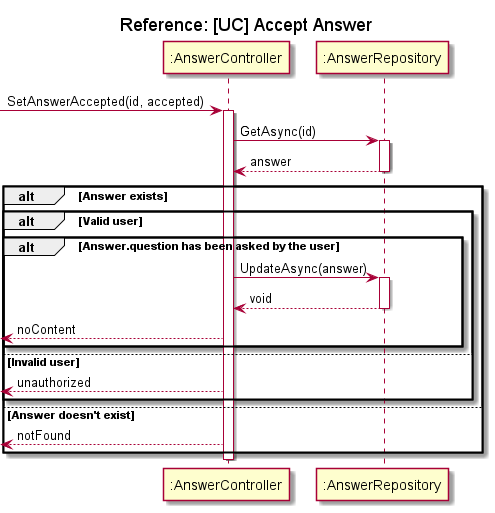 Reference: [UC] Accept Answer
:AnswerController :AnswerRepository
SetAnswerAccepted(id, accepted)
GetAsync(id)
answer
alt [Answer exists]
alt [Valid user]
alt [Answer.question has been asked by the user]
UpdateAsync(answer)
void
noContent
[Invalid user]
unauthorized
[Answer doesn't exist]
notFound
:AnswerController :AnswerRepository